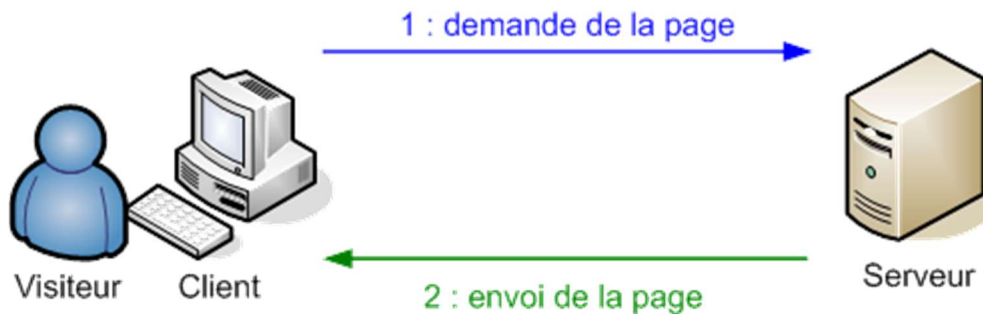 1 : demande de la page
Visiteur
Client
Serveur
2 : envoi de la page